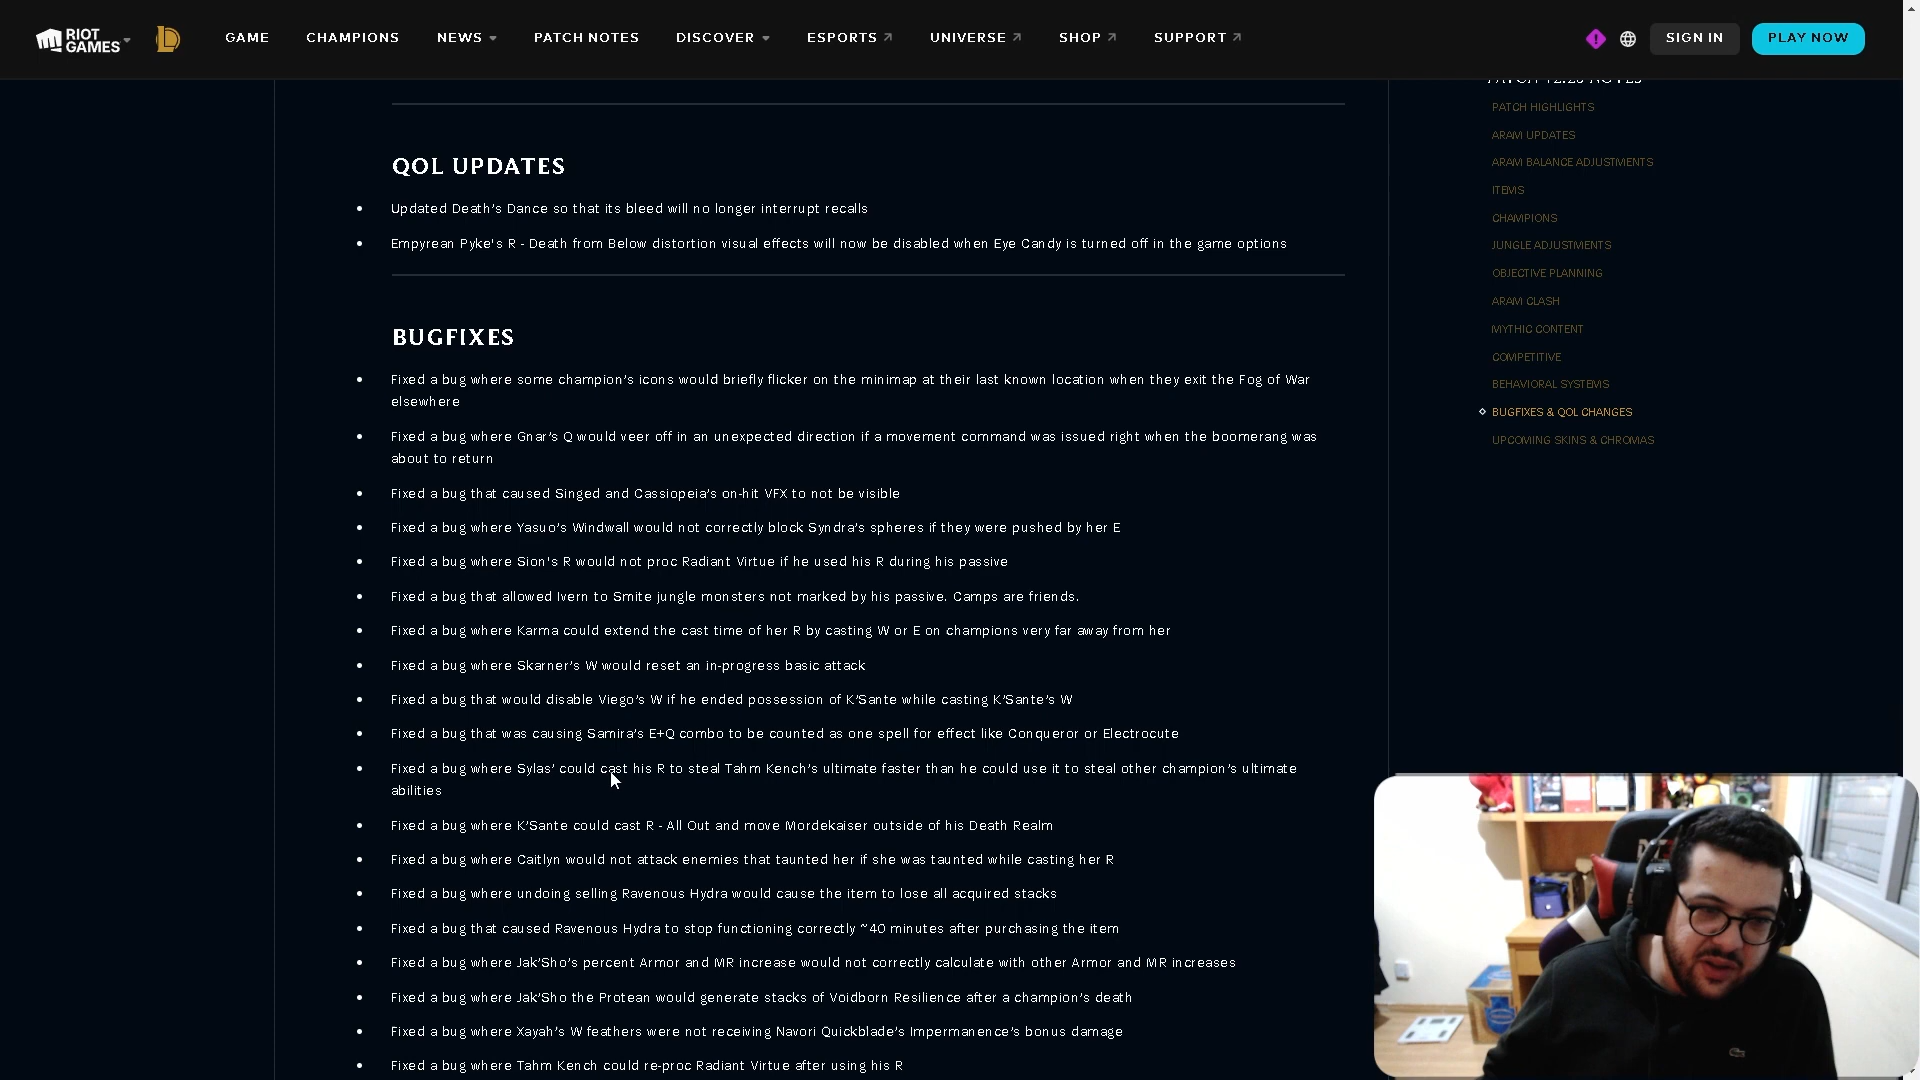 RIOT GAMES
GAME
CHAMPIONS
NEWS
PATCH NOTES
DISCOVER
ESPORTS
UNIVERSE
SHOP
SUPPORT
SIGN IN
PLAY NOW
QOL UPDATES
Updated Death's Dance so that its bleed will no longer interrupt recalls
Empyrean Pyke's R - Death from Below distortion visual effects will now be disabled when Eye Candy is turned off in the game options
BUGFIXES
Fixed a bug where some champion's icons would briefly flicker on the minimap at their last known location when they exit the Fog of War
elsewhere
Fixed a bug where Gnar's Q would veer off in an unexpected direction if a movement command was issued right when the boomerang was
about to return
Fixed a bug that caused Singed and Cassiopeia's on-hit VFX to not be visible
Fixed a bug where Yasuo's Windwall would not correctly block Syndra's spheres if they were pushed by her E
Fixed a bug where Sion's R would not proc Radiant Virtue if he used his R during his passive
Fixed a bug that allowed Ivern to Smite jungle monsters not marked by his passive. Camps are friends.
Fixed a bug where Karma could extend the cast time of her R by casting W or E on champions very far away from her
Fixed a bug where Skarner's W would reset an in-progress basic attack
Fixed a bug that would disable Viego's W if he ended possession of K'Sante while casting K'Sante's W
Fixed a bug that was causing Samira's E+Q combo to be counted as one spell for effect like Conqueror or Electrocute
Fixed a bug where Sylas' could cast his R to steal Tahm Kench's ultimate faster than he could use it to steal other champion's ultimate
abilities
Fixed a bug where K'Sante could cast R - All Out and move Mordekaiser outside of his Death Realm
Fixed a bug where Caitlyn would not attack enemies that taunted her if she was taunted while casting her R
Fixed a bug where undoing selling Ravenous Hydra would cause the item to lose all acquired stacks
Fixed a bug that caused Ravenous Hydra to stop functioning correctly ~40 minutes after purchasing the item
Fixed a bug where Jak'Sho's percent Armor and MR increase would not correctly calculate with other Armor and MR increases
Fixed a bug where Jak'Sho the Protean would generate stacks of Voidborn Resilience after a champion's death
Fixed a bug where Xayah's W feathers were not receiving Navori Quickblade's Impermanence's bonus damage
Fixed a bug where Tahm Kench could re-proc Radiant Virtue after using his R
PATCH 12.23 NOTES
PATCH HIGHLIGHTS
ARAM UPDATES
ARAM BALANCE ADJUSTMENTS
ITEMS
CHAMPIONS
JUNGLE ADJUSTMENTS
OBJECTIVE PLANNING
ARAM CLASH
MYTHIC CONTENT
COMPETITIVE
BEHAVIORAL SYSTEMS
BUGFIXES & QOL CHANGES
UPCOMING SKINS & CHROMAS